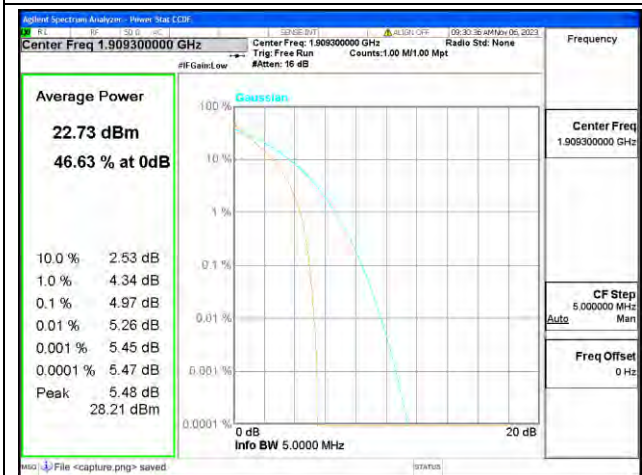 Agilent Spectrum Analyzer - Power Stat CCDF
RL RF 50 Ω SENSE:INT ALIGN OFF 09:30:36 AM Nov 06, 2023
Center Freq 1.909300000 GHz
Center Freq: 1.909300000 GHz Radio Std: None
Trig: Free Run Counts:1.00 M/1.00 Mpt
#IFGain:Low #Atten: 16 dB
Frequency
Average Power
22.73 dBm
46.63 % at 0dB
10.0 % 2.53 dB
1.0 % 4.34 dB
0.1 % 4.97 dB
0.01 % 5.26 dB
0.001 % 5.45 dB
0.0001 % 5.47 dB
Peak 5.48 dB
28.21 dBm
Gaussian
100 %
10 %
1 %
0.1 %
0.01 %
0.001 %
0.0001 %
0 dB 20 dB
Info BW 5.0000 MHz
Center Freq
1.909300000 GHz
CF Step
5.000000 MHz
Auto Man
Freq Offset
0 Hz
MSG File <capture.png> saved STATUS